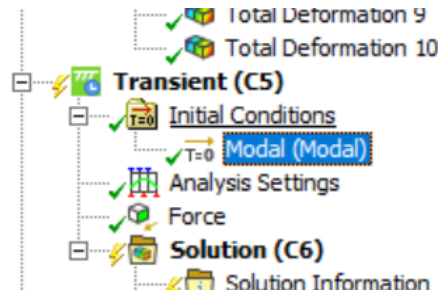 Total Deformation 9
Total Deformation 10
Transient (C5)
T=0 Initial Conditions
T=0 Modal (Modal)
Analysis Settings
Force
Solution (C6)
Solution Information